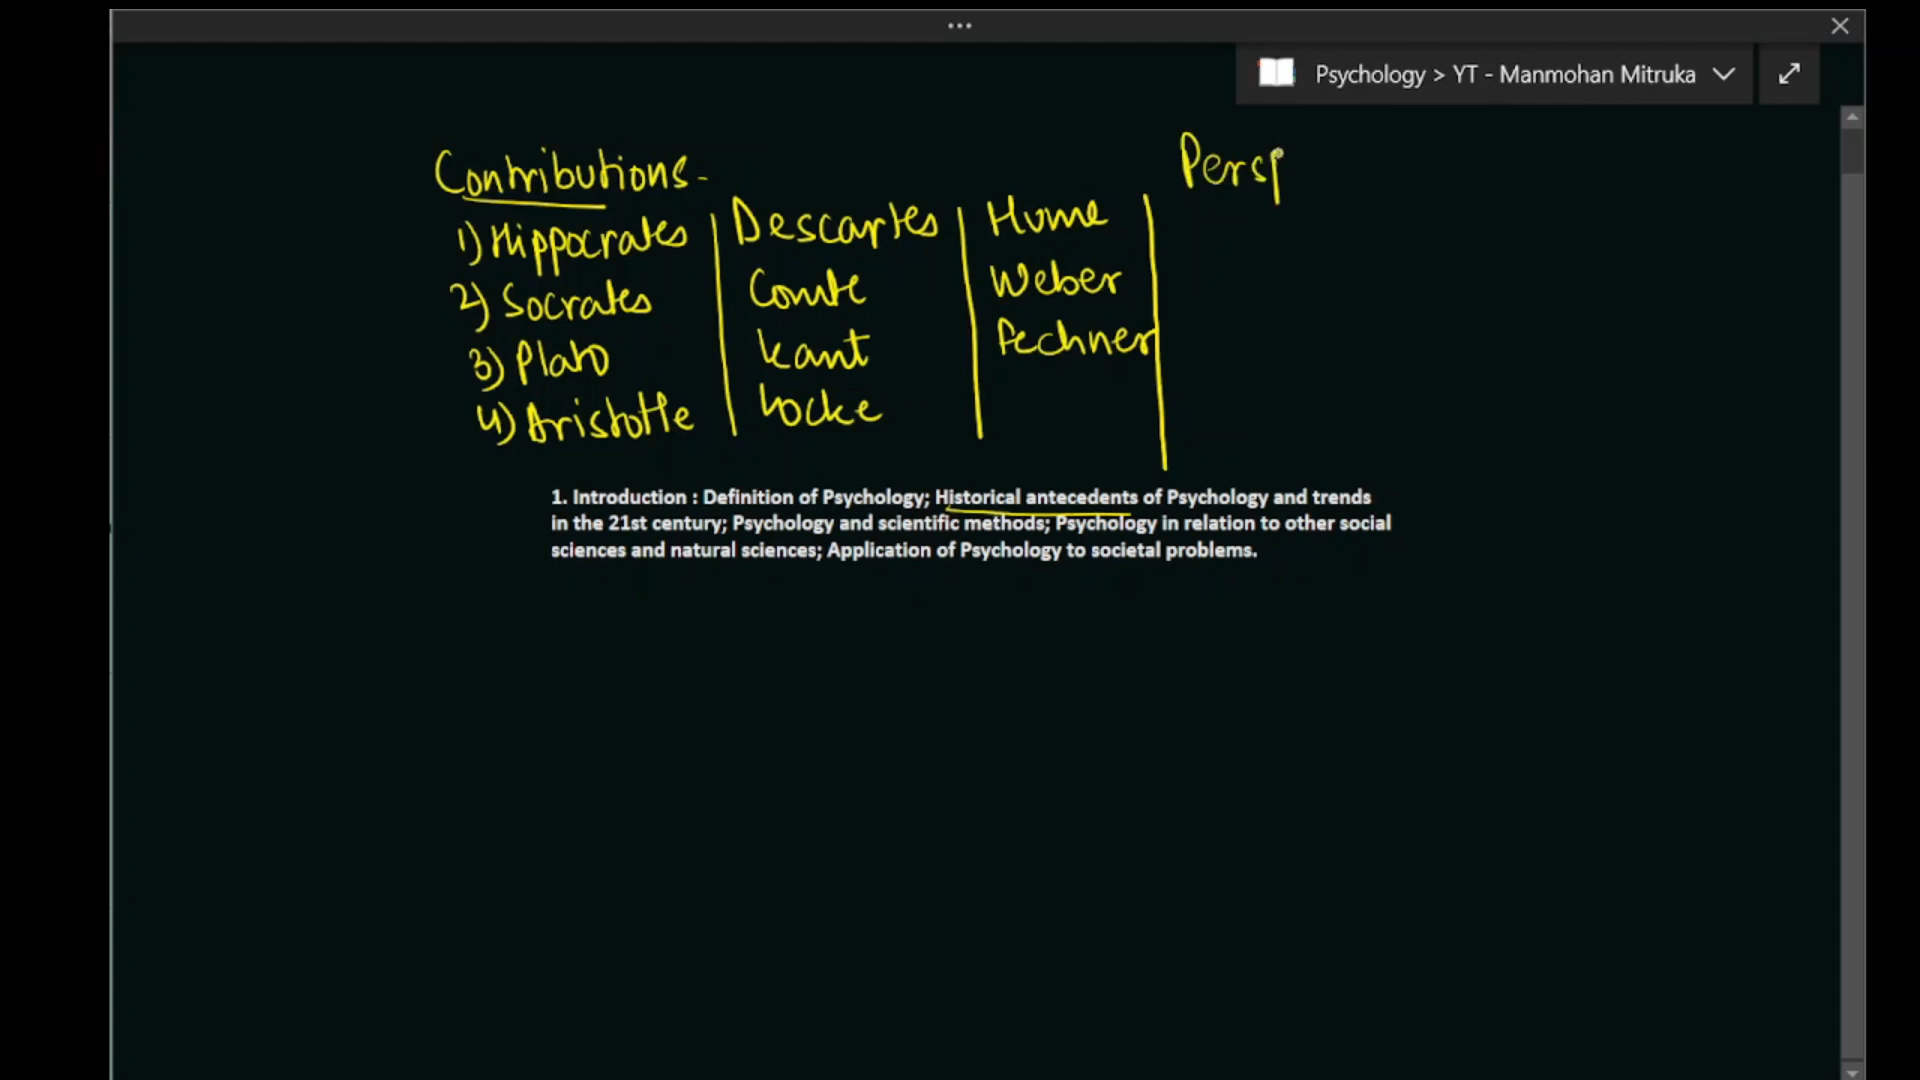 Psychology > YT - Manmohan Mitruka
Contributions -
Persp
1) Hippocrates
2) Socrates
3) Plato
4) Aristotle
Descartes
Comte
Kant
Locke
Hume
Weber
Fechner
1. Introduction : Definition of Psychology; Historical antecedents of Psychology and trends
in the 21st century; Psychology and scientific methods; Psychology in relation to other social
sciences and natural sciences; Application of Psychology to societal problems.